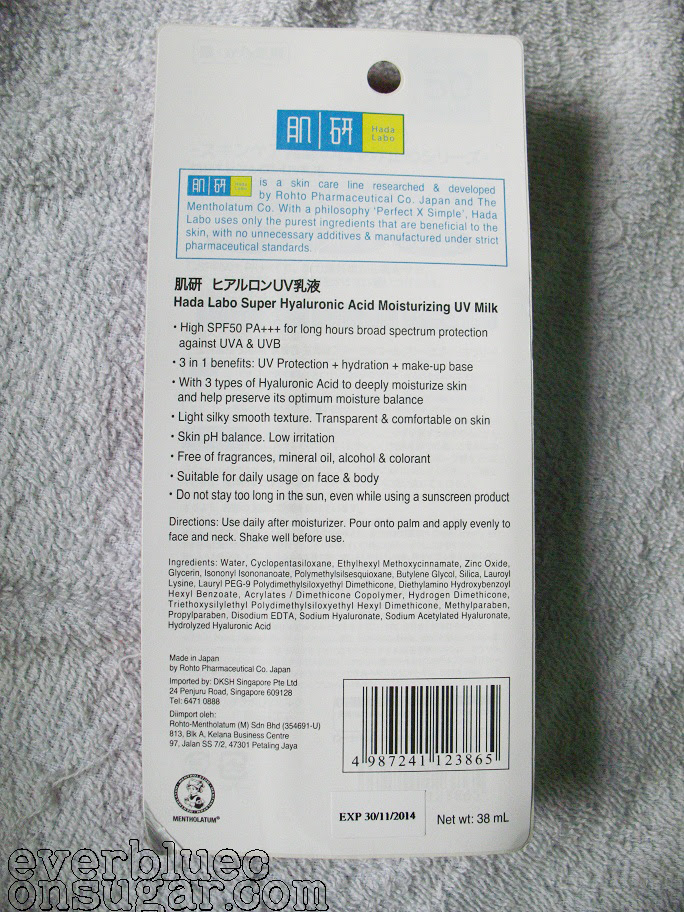 肌研 Hada
Labo
肌研 Hada Labo is a skin care line researched & developed
by Rohto Pharmaceutical Co. Japan and The
Mentholatum Co. With a philosophy 'Perfect X Simple', Hada
Labo uses only the purest ingredients that are beneficial to the
skin, with no unnecessary additives & manufactured under strict
pharmaceutical standards.
肌研 ヒアルロンUV乳液
Hada Labo Super Hyaluronic Acid Moisturizing UV Milk
• High SPF50 PA+++ for long hours broad spectrum protection
against UVA & UVB
• 3 in 1 benefits: UV Protection + hydration + make-up base
• With 3 types of Hyaluronic Acid to deeply moisturize skin
and help preserve its optimum moisture balance
• Light silky smooth texture. Transparent & comfortable on skin
• Skin pH balance. Low irritation
• Free of fragrances, mineral oil, alcohol & colorant
• Suitable for daily usage on face & body
• Do not stay too long in the sun, even while using a sunscreen product
Directions: Use daily after moisturizer. Pour onto palm and apply evenly to
face and neck. Shake well before use.
Ingredients: Water, Cyclopentasiloxane, Ethylhexyl Methoxycinnamate, Zinc Oxide,
Glycerin, Isononyl Isononanoate, Polymethylsilsesquioxane, Butylene Glycol, Silica, Lauroyl
Lysine, Lauryl PEG-9 Polydimethylsiloxyethyl Dimethicone, Diethylamino Hydroxybenzoyl
Hexyl Benzoate, Acrylates / Dimethicone Copolymer, Hydrogen Dimethicone,
Triethoxysilylethyl Polydimethylsiloxyethyl Hexyl Dimethicone, Methylparaben,
Propylparaben, Disodium EDTA, Sodium Hyaluronate, Sodium Acetylated Hyaluronate,
Hydrolyzed Hyaluronic Acid
Made in Japan
by Rohto Pharmaceutical Co. Japan
Imported by: DKSH Singapore Pte Ltd
24 Penjuru Road, Singapore 609128
Tel: 6471 0888
Diimport oleh:
Rohto-Mentholatum (M) Sdn Bhd (354691-U)
813, Blk A, Kelana Business Centre
97, Jalan SS 7/2, 47301 Petaling Jaya
4 987241 123865
MENTHOLATUM®
EXP 30/11/2014
Net wt: 38 mL
everbluec
onsugar.com